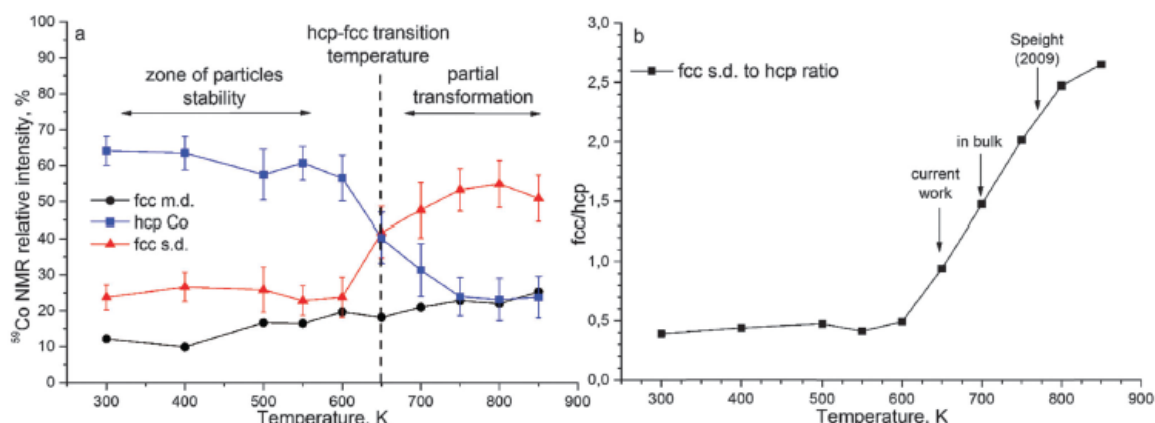 a
hcp-fcc transition
temperature
zone of particles
stability
partial
transformation
fcc m.d.
hcp Co
fcc s.d.
⁵⁹Co NMR relative intensity, %
100
90
80
70
60
50
40
30
20
10
0
300 400 500 600 700 800 900
Temperature, K
b
fcc s.d. to hcp ratio
Speight
(2009)
in bulk
current
work
fcc/hcp
3,0
2,5
2,0
1,5
1,0
0,5
0,0
300 400 500 600 700 800 900
Temperature, K